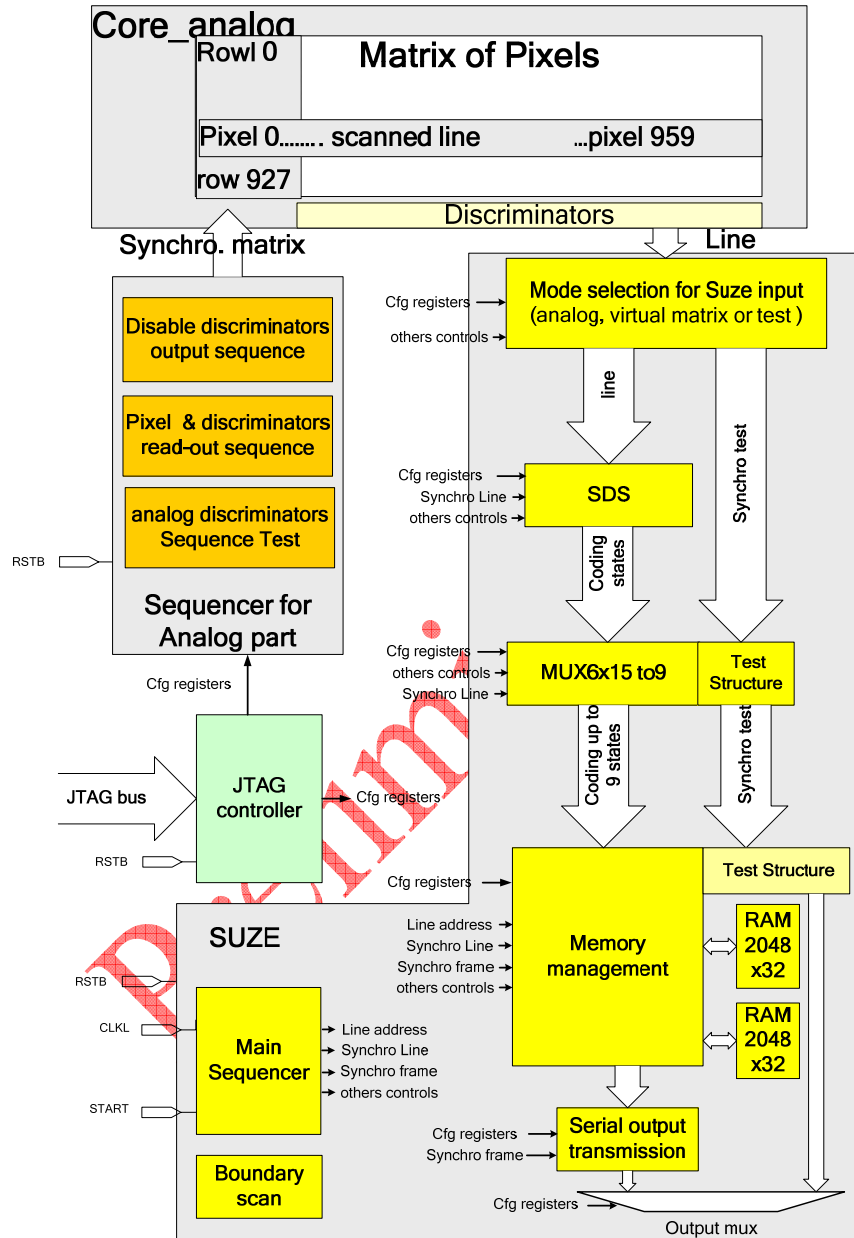 Core_analog
Rowl 0
Matrix of Pixels
Pixel 0........ scanned line ...pixel 959
row 927
Discriminators
Synchro. matrix
Line
Disable discriminators
output sequence
Pixel & discriminators
read-out sequence
analog discriminators
Sequence Test
RSTB
Sequencer for
Analog part
Cfg registers
JTAG bus
JTAG
controller
Cfg registers
RSTB
Mode selection for Suze input
(analog, virtual matrix or test )
Cfg registers
others controls
line
Synchro test
Cfg registers
Synchro Line
others controls
SDS
Coding
states
Cfg registers
others controls
Synchro Line
MUX6x15 to9
Test
Structure
Coding up to
9 states
Synchro test
Cfg registers
Line address
Synchro Line
Synchro frame
others controls
Memory
management
Test Structure
RAM
2048
x32
RAM
2048
x32
SUZE
RSTB
CLKL
START
Main
Sequencer
Line address
Synchro Line
Synchro frame
others controls
Boundary
scan
Cfg registers
Synchro frame
Serial output
transmission
Cfg registers
Output mux